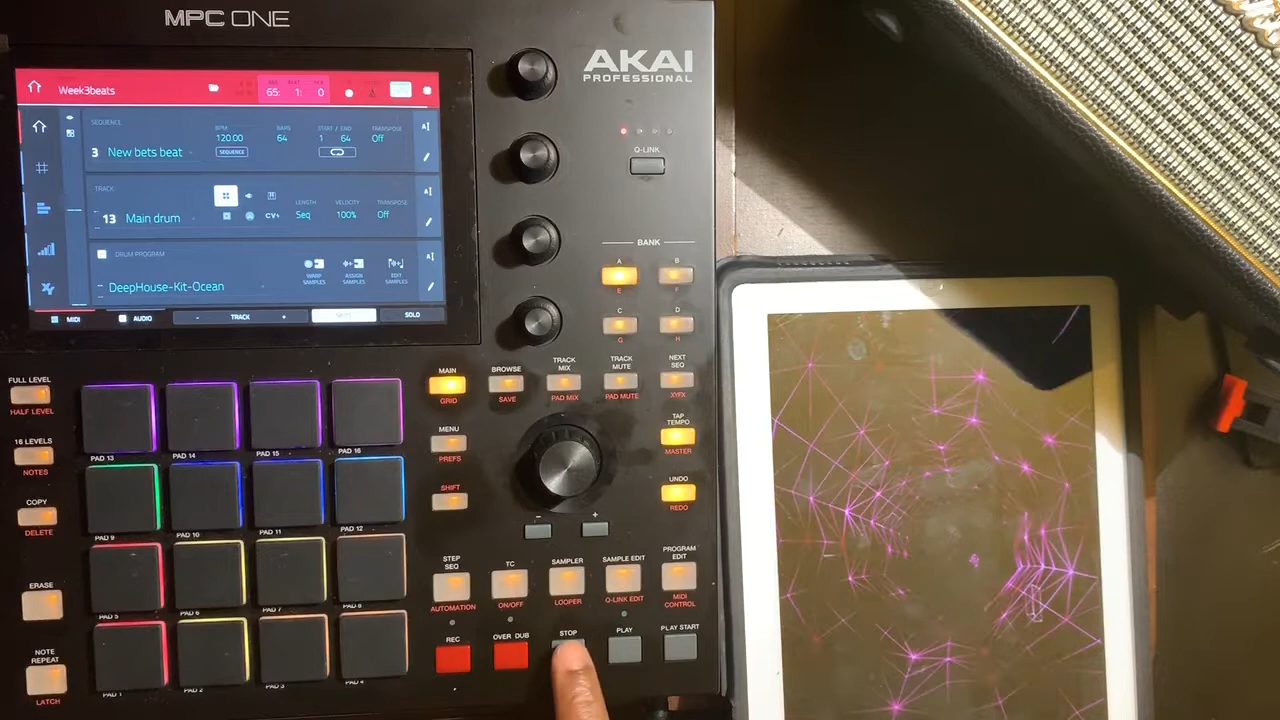 MPC ONE
AKAI
PROFESSIONAL
Week3beats
65: 1: 0
SEQUENCE
BPM
BARS
START / END
TRANSPOSE
3 New bets beat
120.00
64
1 64
Off
SEQUENCE
TRACK
LENGTH
VELOCITY
TRANSPOSE
13 Main drum
CV+
Seq
100%
Off
DRUM PROGRAM
WARP SAMPLES
ASSIGN SAMPLES
EDIT SAMPLES
DeepHouse-Kit-Ocean
MIDI
AUDIO
- TRACK +
SOLO
Q-LINK
BANK
A
B
E
F
C
D
G
H
FULL LEVEL
HALF LEVEL
16 LEVELS
NOTES
COPY
DELETE
ERASE
NOTE REPEAT
LATCH
PAD 13
PAD 14
PAD 15
PAD 16
PAD 9
PAD 10
PAD 11
PAD 12
PAD 5
PAD 6
PAD 7
PAD 8
PAD 1
PAD 2
PAD 3
PAD 4
MAIN
GRID
BROWSE
SAVE
TRACK MIX
PAD MIX
TRACK MUTE
PAD MUTE
NEXT SEQ
XYFX
MENU
PREFS
SHIFT
TAP TEMPO
MASTER
UNDO
REDO
- +
STEP SEQ
AUTOMATION
TC
ON/OFF
SAMPLER
LOOPER
SAMPLE EDIT
Q-LINK EDIT
PROGRAM EDIT
MIDI CONTROL
REC
OVER DUB
STOP
PLAY
PLAY START